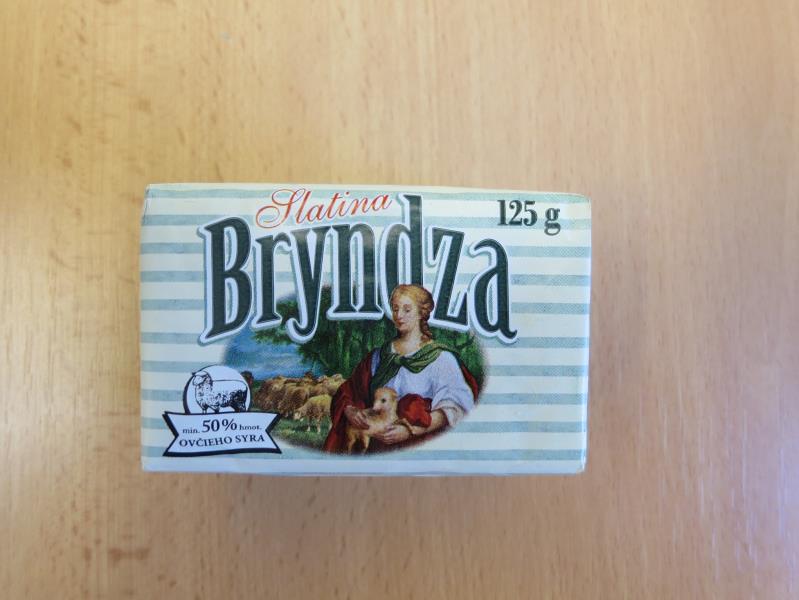 Slatina
125 g
Bryndza
min. 50% hmot.
OVČIEHO SYRA